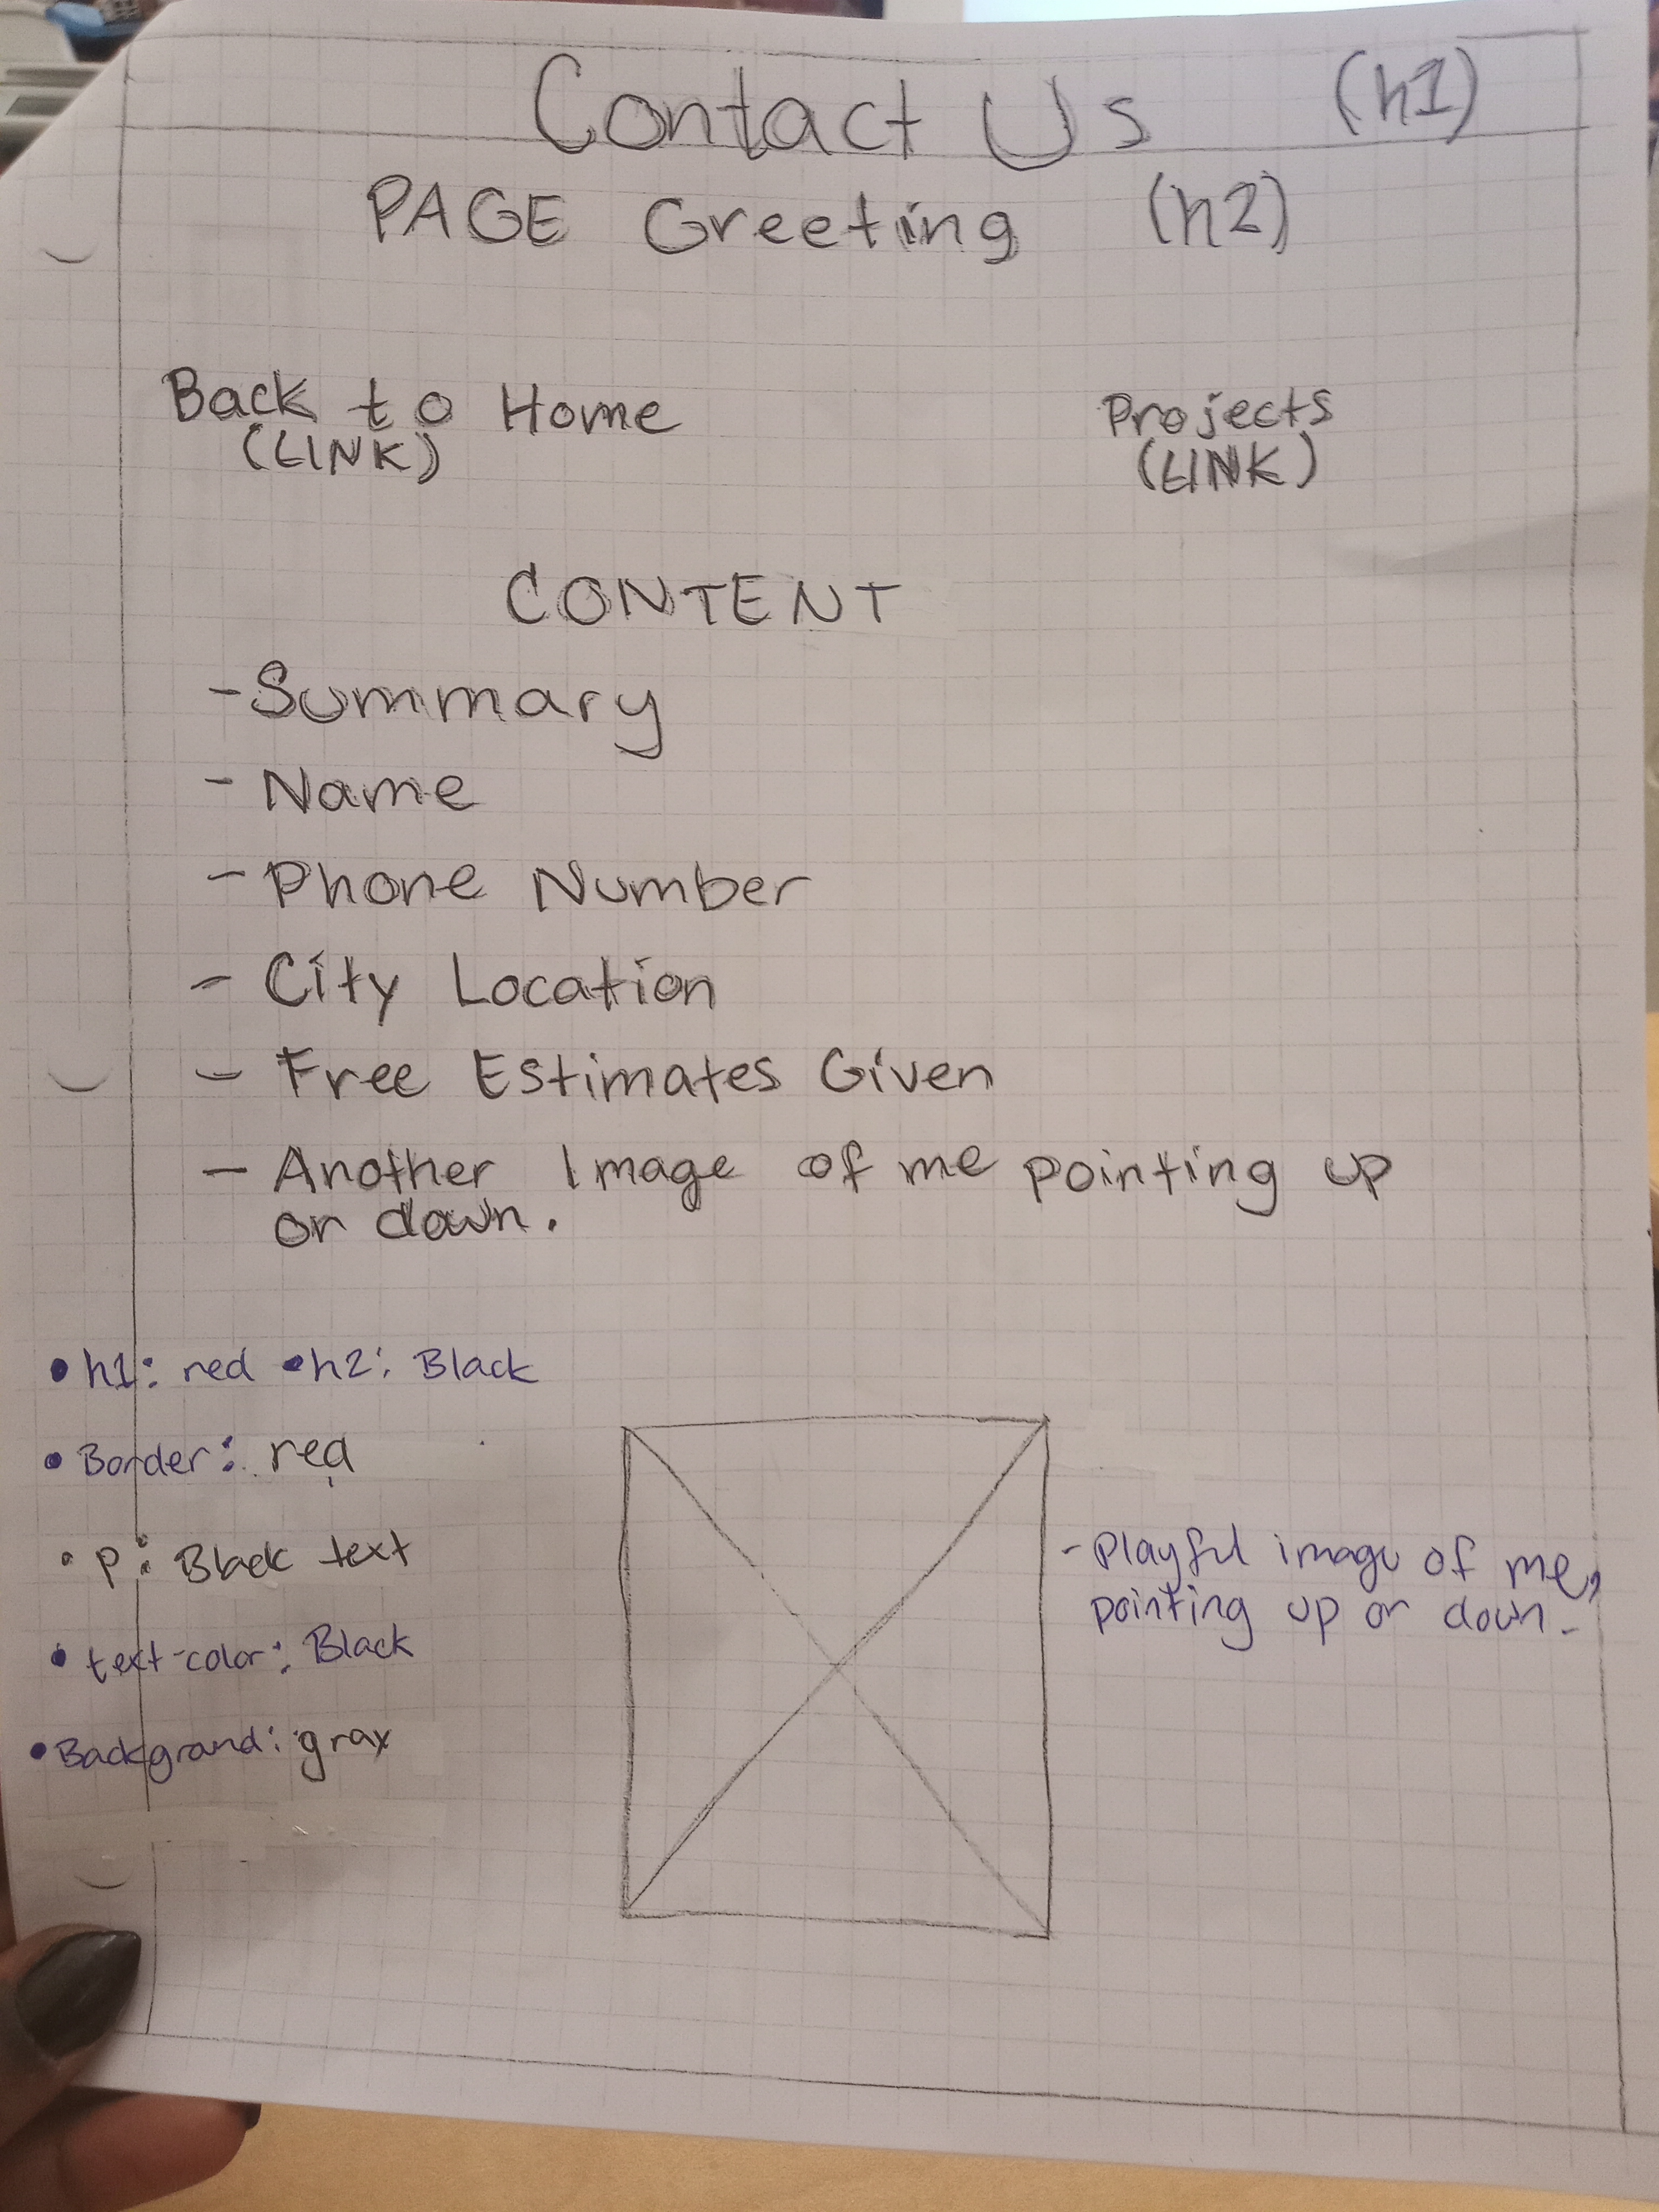 Contact Us (h1)
PAGE Greeting (h2)
Back to Home
(LINK)
Projects
(LINK)
CONTENT
- Summary
- Name
- Phone Number
- City Location
- Free Estimates Given
- Another Image of me pointing up
or down.
• h1: red • h2: Black
• Border: red
• p: Black text
• text-color: Black
• Background: gray
- Playful image of me,
pointing up or down.